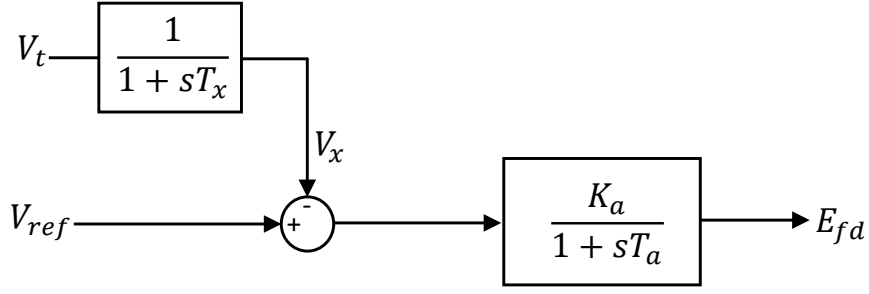 V_t
1
1 + sT_x
V_x
-
V_ref
+
K_a
1 + sT_a
E_fd